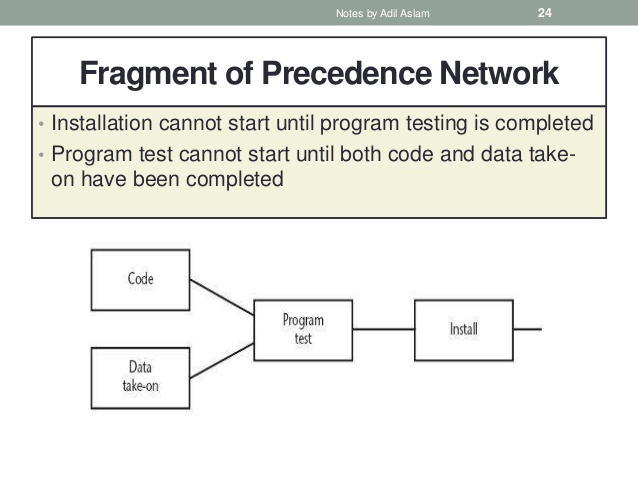 Notes by Adil Aslam 24
Fragment of Precedence Network
• Installation cannot start until program testing is completed
• Program test cannot start until both code and data take-
on have been completed
Code
Program
test
Install
Data
take-on